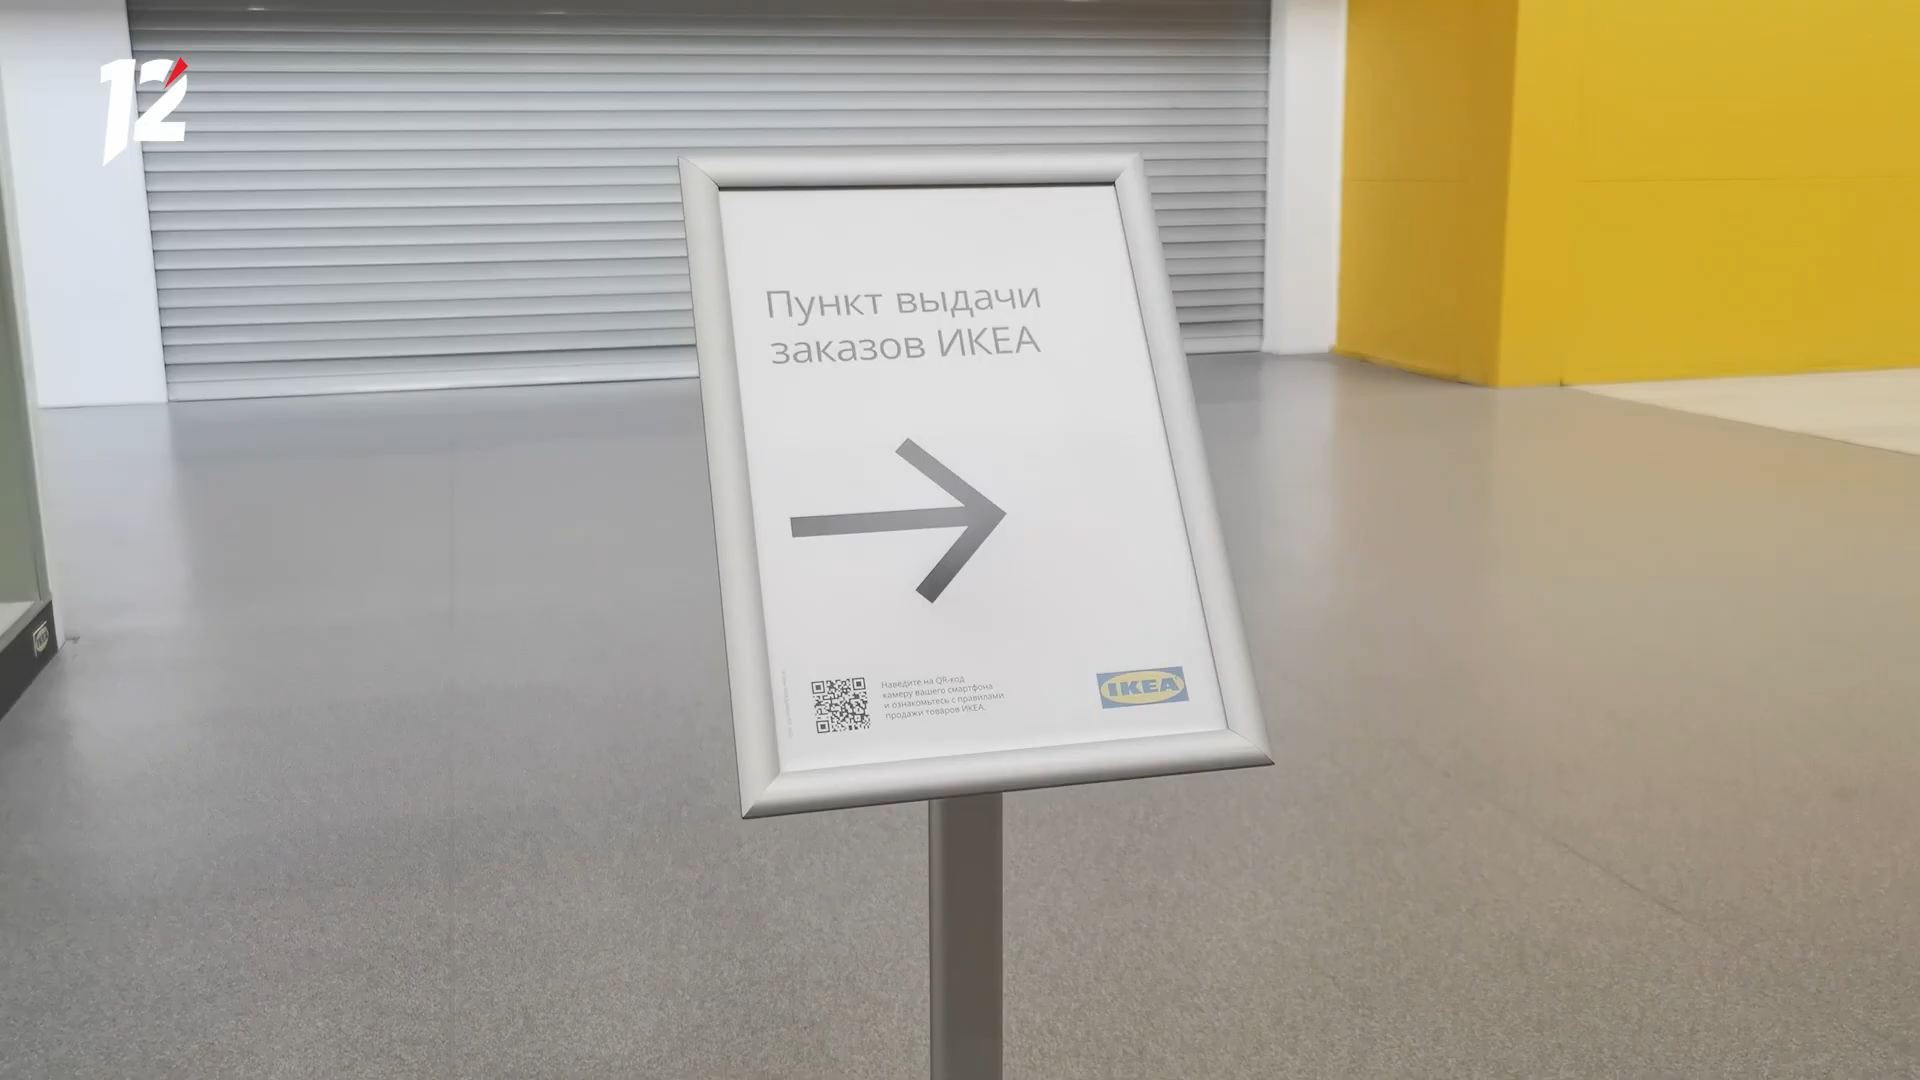 12
Пункт выдачи
заказов ИКЕА
Наведите на QR-код
камеру вашего смартфона
и ознакомьтесь с правилами
продажи товаров ИКЕА.
IKEA